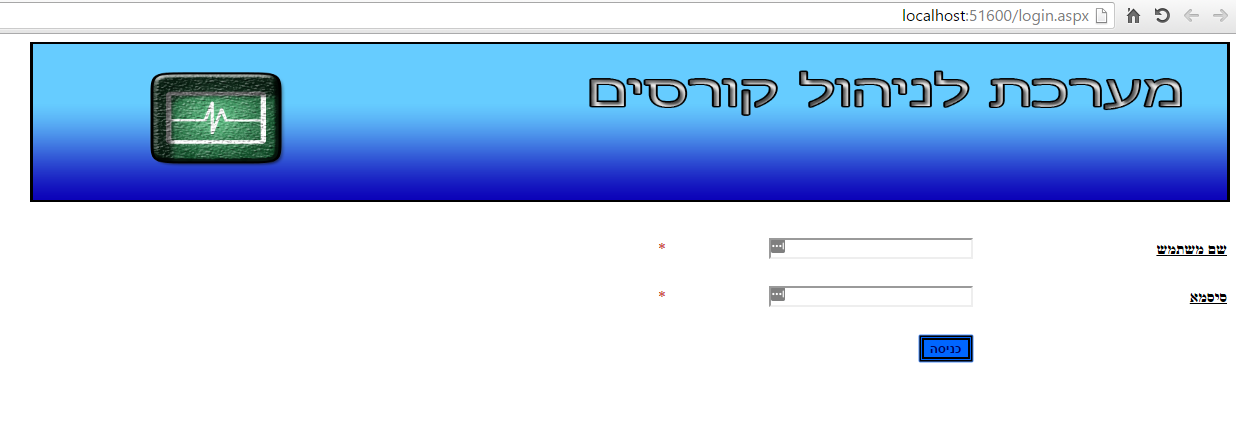 localhost:51600/login.aspx
מערכת לניהול קורסים
שם משתמש
*
סיסמא
*
כניסה